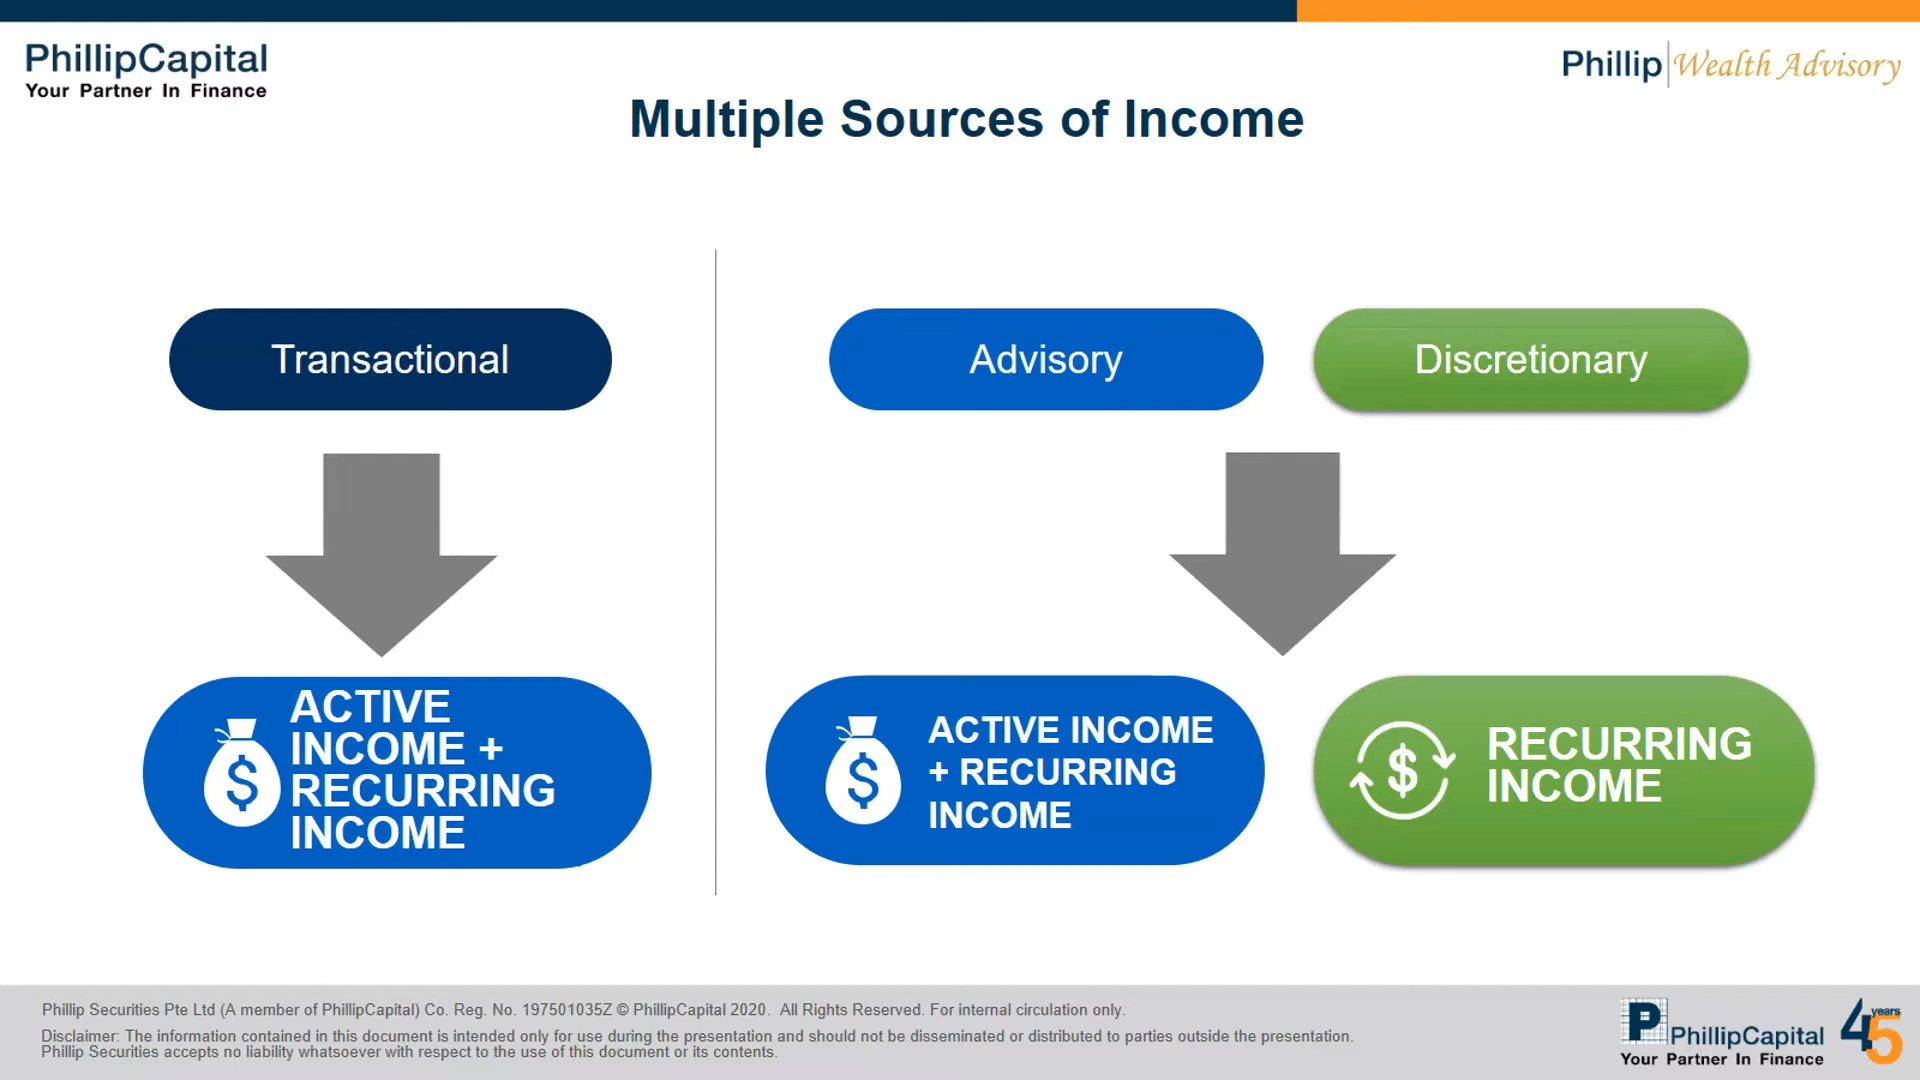 PhillipCapital
Your Partner In Finance
Phillip Wealth Advisory
Multiple Sources of Income
Transactional
Advisory
Discretionary
$
ACTIVE
INCOME +
RECURRING
INCOME
$
ACTIVE INCOME
+ RECURRING
INCOME
$
RECURRING
INCOME
Phillip Securities Pte Ltd (A member of PhillipCapital) Co. Reg. No. 197501035Z © PhillipCapital 2020.  All Rights Reserved. For internal circulation only.
Disclaimer: The information contained in this document is intended only for use during the presentation and should not be disseminated or distributed to parties outside the presentation.
Phillip Securities accepts no liability whatsoever with respect to the use of this document or its contents.
P PhillipCapital
Your Partner In Finance
45 years